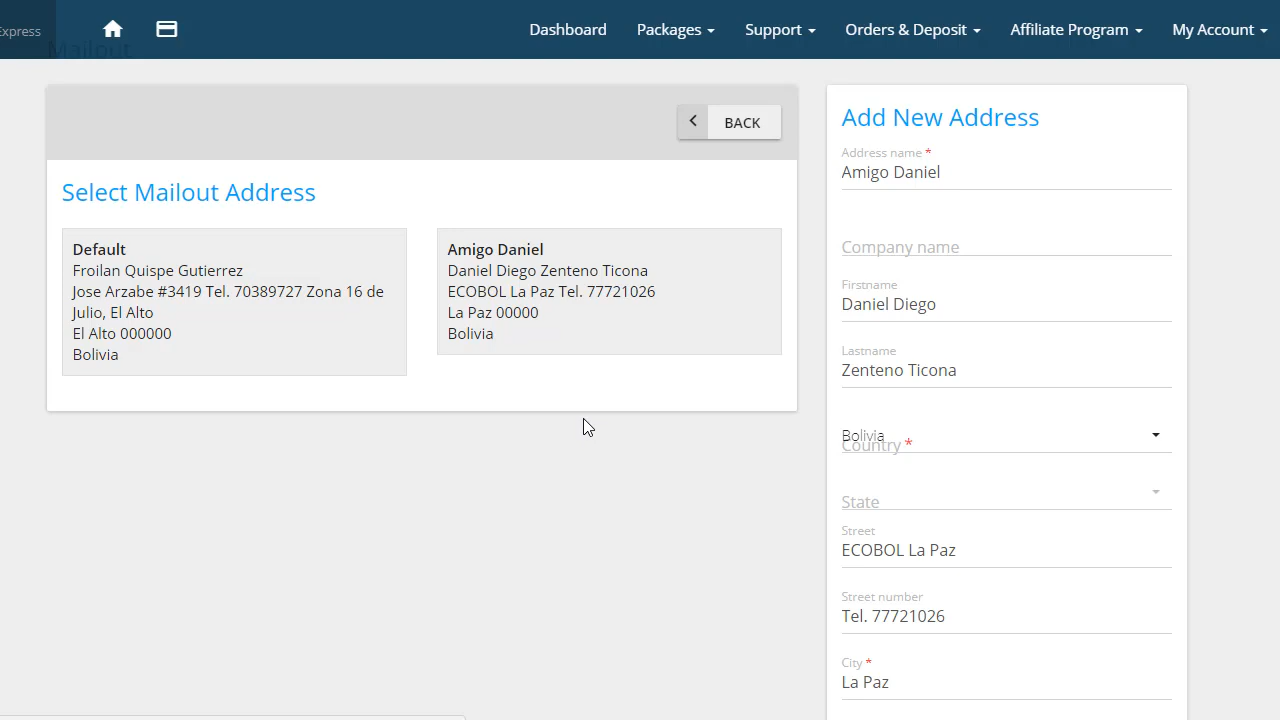 Express
Dashboard
Packages
Support
Orders & Deposit
Affiliate Program
My Account
Mailout
BACK
Select Mailout Address
Default
Froilan Quispe Gutierrez
Jose Arzabe #3419 Tel. 70389727 Zona 16 de
Julio, El Alto
El Alto 000000
Bolivia
Amigo Daniel
Daniel Diego Zenteno Ticona
ECOBOL La Paz Tel. 77721026
La Paz 00000
Bolivia
Add New Address
Address name *
Amigo Daniel
Company name
Firstname
Daniel Diego
Lastname
Zenteno Ticona
Bolivia
Country *
State
Street
ECOBOL La Paz
Street number
Tel. 77721026
City *
La Paz